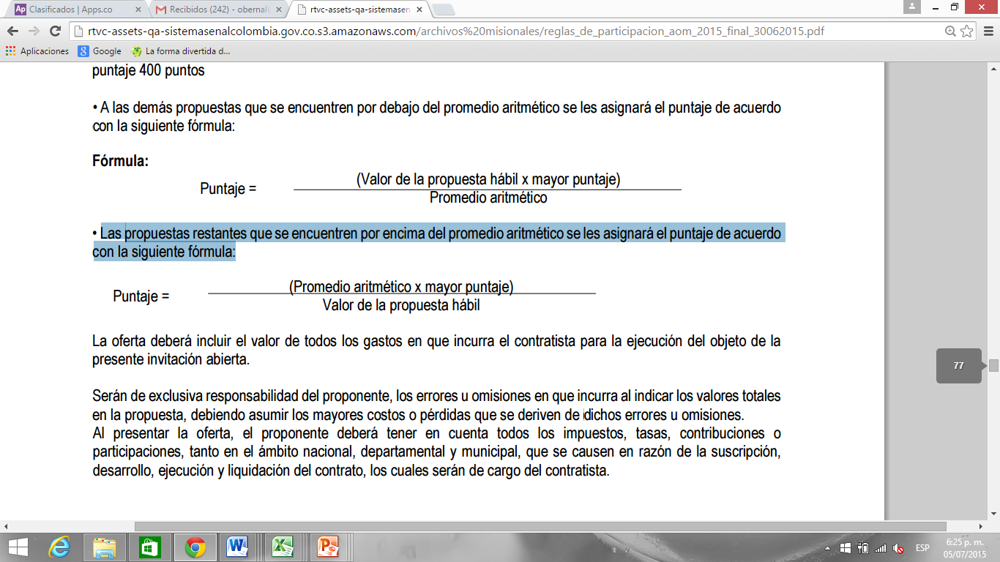 Clasificados | Apps.co
Recibidos (242) - obernal
rtvc-assets-qa-sistemasen
rtvc-assets-qa-sistemasenalcolombia.gov.co.s3.amazonaws.com/archivos%20misionales/reglas_de_participacion_aom_2015_final_30062015.pdf
Aplicaciones
Google
La forma divertida d...
puntaje 400 puntos
• A las demás propuestas que se encuentren por debajo del promedio aritmético se les asignará el puntaje de acuerdo
con la siguiente fórmula:
Fórmula:
(Valor de la propuesta hábil x mayor puntaje)
Puntaje =
Promedio aritmético
• Las propuestas restantes que se encuentren por encima del promedio aritmético se les asignará el puntaje de acuerdo
con la siguiente fórmula:
(Promedio aritmético x mayor puntaje)
Puntaje =
Valor de la propuesta hábil
La oferta deberá incluir el valor de todos los gastos en que incurra el contratista para la ejecución del objeto de la
presente invitación abierta.
77
Serán de exclusiva responsabilidad del proponente, los errores u omisiones en que incurra al indicar los valores totales
en la propuesta, debiendo asumir los mayores costos o pérdidas que se deriven de dichos errores u omisiones.
Al presentar la oferta, el proponente deberá tener en cuenta todos los impuestos, tasas, contribuciones o
participaciones, tanto en el ámbito nacional, departamental y municipal, que se causen en razón de la suscripción,
desarrollo, ejecución y liquidación del contrato, los cuales serán de cargo del contratista.
ESP
6:25 p. m.
05/07/2015